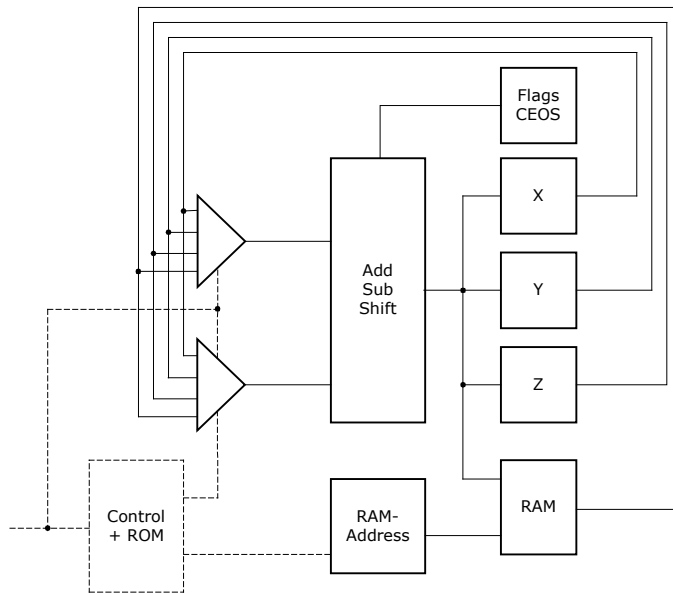 Flags
CEOS
X
Add
Sub
Shift
Y
Z
Control
+ ROM
RAM-
Address
RAM